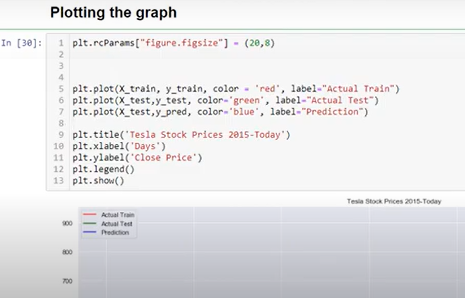 Plotting the graph
In [30]:
1 plt.rcParams["figure.figsize"] = (20,8)
2
3
4
5 plt.plot(X_train, y_train, color = 'red', label="Actual Train")
6 plt.plot(X_test,y_test, color='green', label="Actual Test")
7 plt.plot(X_test,y_pred, color='blue', label="Prediction")
8
9 plt.title('Tesla Stock Prices 2015-Today')
10 plt.xlabel('Days')
11 plt.ylabel('Close Price')
12 plt.legend()
13 plt.show()
Tesla Stock Prices 2015-Today
Actual Train
Actual Test
Prediction
900
800
700